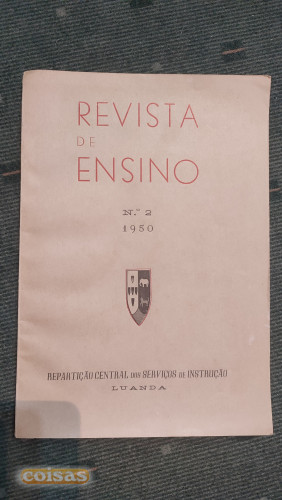 REVISTA
DE
ENSINO
N.º 2
1950
REPARTIÇÃO CENTRAL DOS SERVIÇOS DE INSTRUÇÃO
LUANDA
coisas